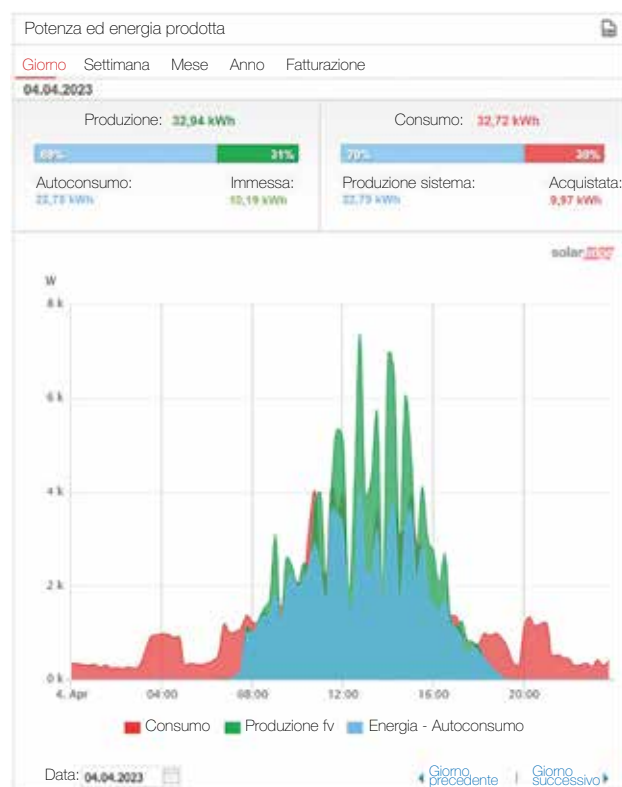 Potenza ed energia prodotta
Giorno Settimana Mese Anno Fatturazione
04.04.2023
Produzione: 32,94 kWh
69% 31%
Autoconsumo: Immessa:
22,75 kWh 10,19 kWh
Consumo: 32,72 kWh
70% 30%
Produzione sistema: Acquistata:
22,75 kWh 9,97 kWh
solaredge
W
8 k
6 k
4 k
2 k
0 k
4. Apr 04:00 08:00 12:00 16:00 20:00
Consumo Produzione fv Energia - Autoconsumo
Data: 04.04.2023
Giorno precedente | Giorno successivo